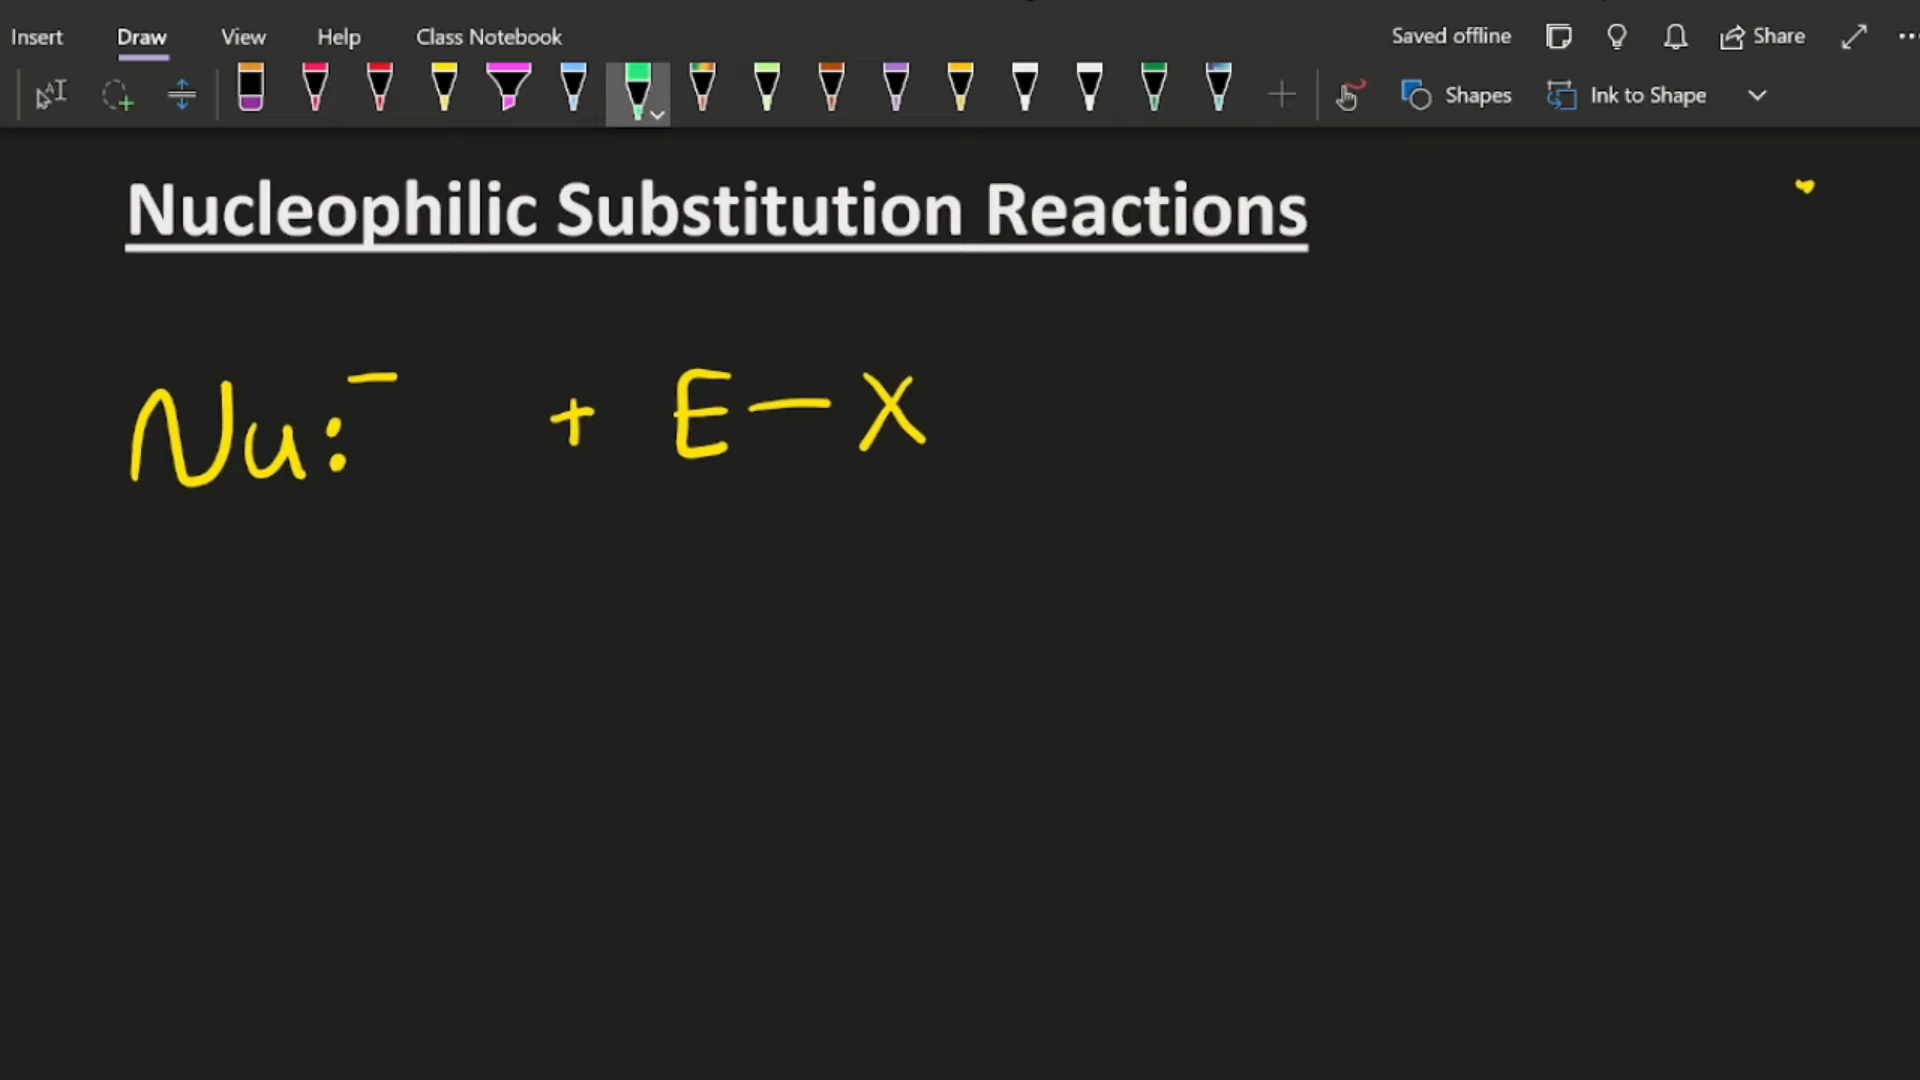 Insert Draw View Help Class Notebook Saved offline Share
Shapes Ink to Shape
Nucleophilic Substitution Reactions
Nu:⁻ + E—X